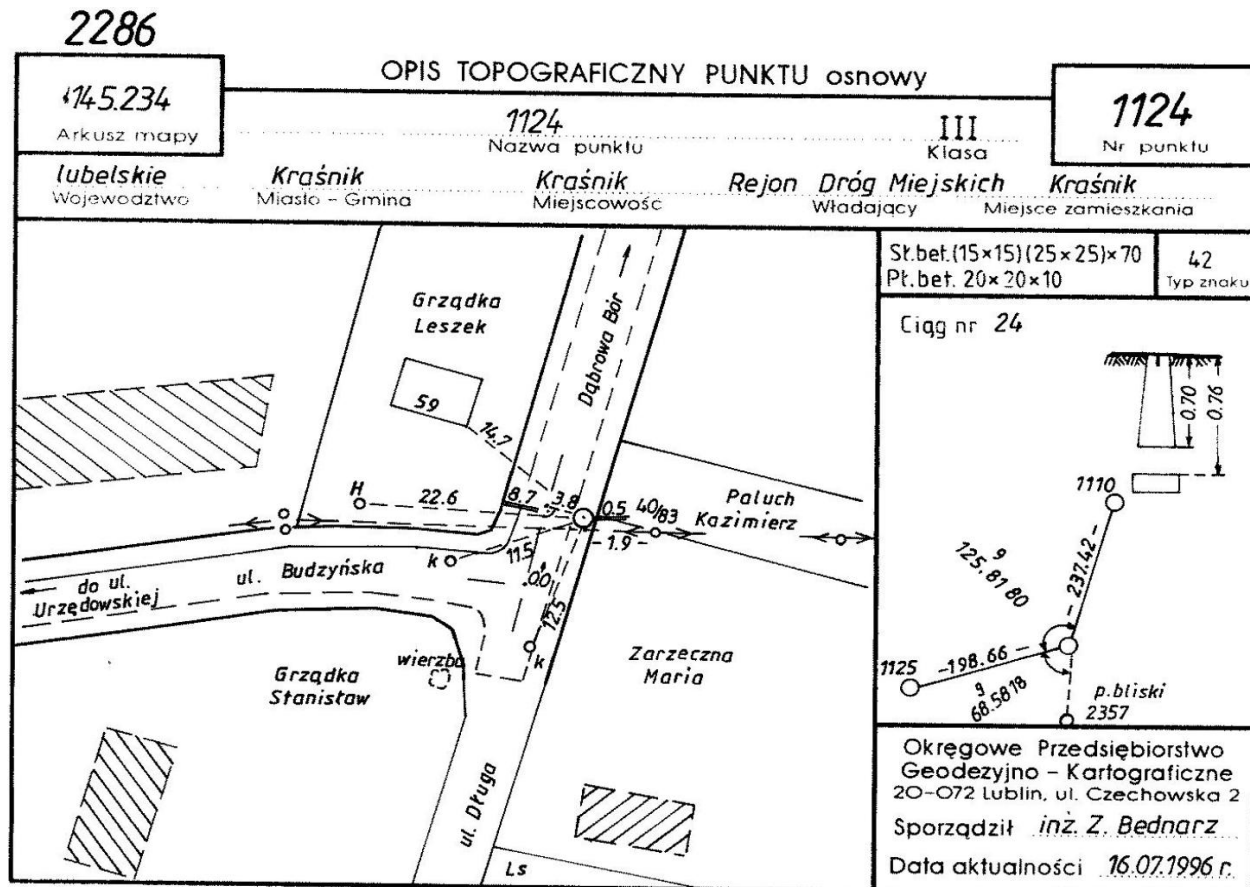 2286
OPIS TOPOGRAFICZNY PUNKTU osnowy
145.234
Arkusz mapy
1124
Nazwa punktu
III
Klasa
1124
Nr punktu
lubelskie
Województwo
Kraśnik
Miasto – Gmina
Kraśnik
Miejscowość
Rejon Dróg Miejskich
Władający
Kraśnik
Miejsce zamieszkania
Grządka
Leszek
59
14.7
Dąbrowa Bór
H
22.6
8.7
3.8
0.5
40/83
1.9
Paluch
Kazimierz
k
11.5
12.5
k
do ul.
Urzędowskiej
ul. Budzyńska
wierzba
Grządka
Stanisław
Zarzeczna
Maria
ul. Długa
Ls
St.bet.(15×15)(25×25)×70
Pt.bet. 20×20×10
42
Typ znaku
Ciąg nr 24
0.70
0.76
1110
237.42
g
125.81 80
1125
198.66
g
68.5818
p.bliski
2357
Okręgowe Przedsiębiorstwo
Geodezyjno – Kartograficzne
20-072 Lublin, ul. Czechowska 2
Sporządził inż. Z. Bednarz
Data aktualności 16.07.1996 r.